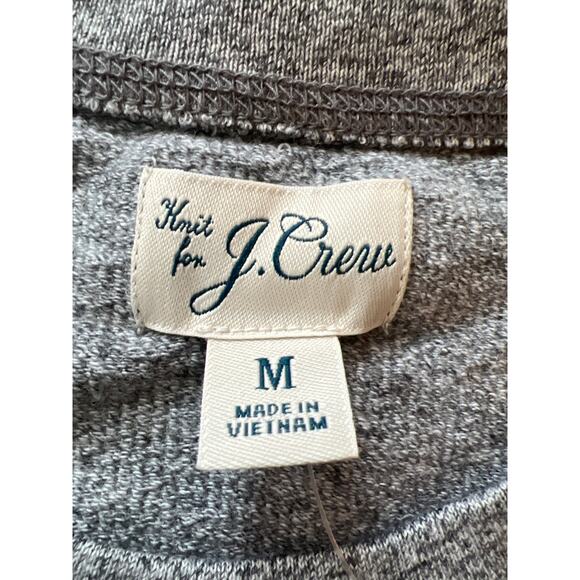 Knit
for J. Crew
M
MADE IN
VIETNAM